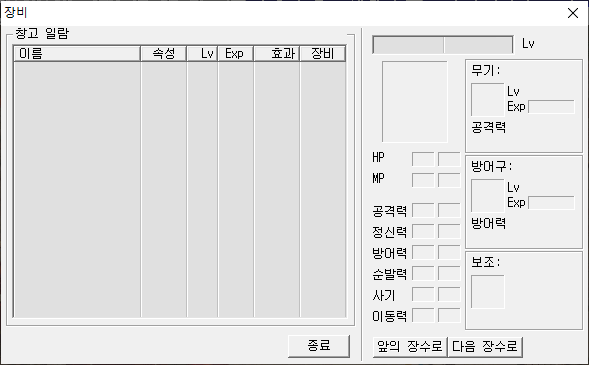 장비
창고 일람
이름 속성 Lv Exp 효과 장비
종료
Lv
HP
MP
공격력
정신력
방어력
순발력
사기
이동력
무기:
Lv
Exp
공격력
방어구:
Lv
Exp
방어력
보조:
앞의 장수로 다음 장수로